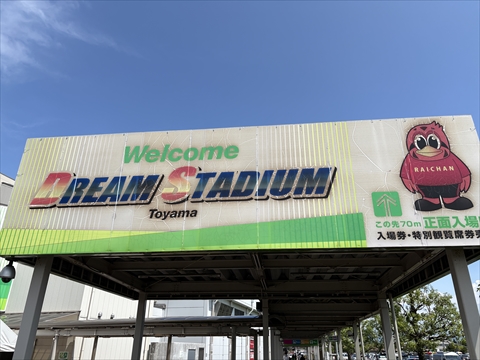 Welcome
DREAM STADIUM
Toyama
RAICHAN
この先70m 正面入場
入場券・特別観覧席券